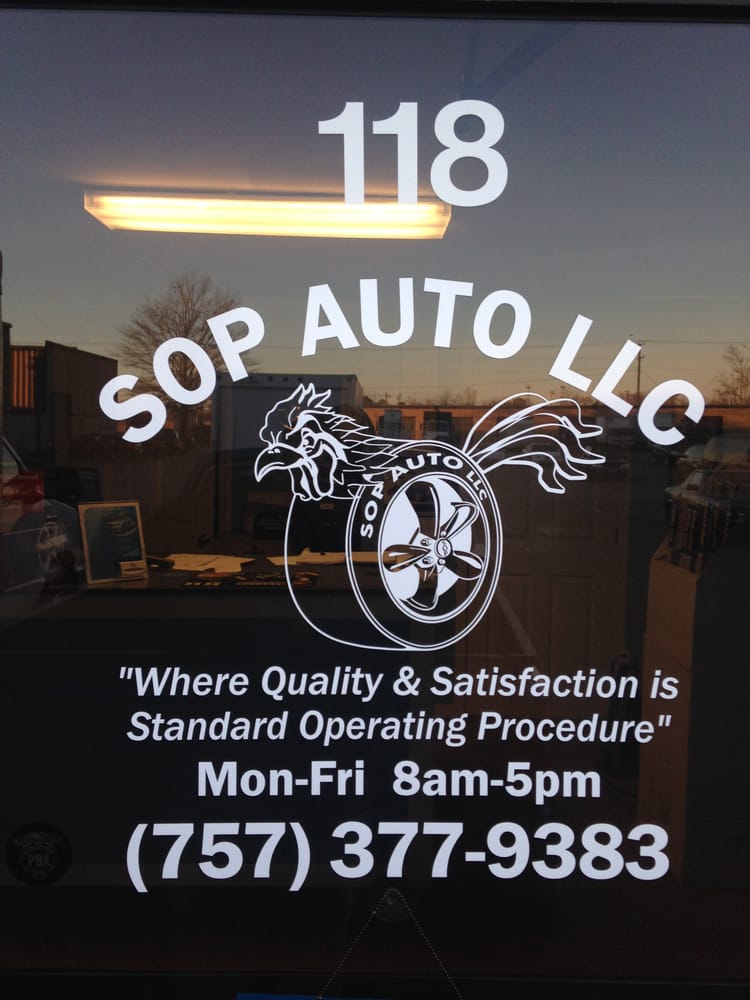 118
SOP AUTO LLC
SOP AUTO LLC
"Where Quality & Satisfaction is
Standard Operating Procedure"
Mon-Fri 8am-5pm
(757) 377-9383
PBA